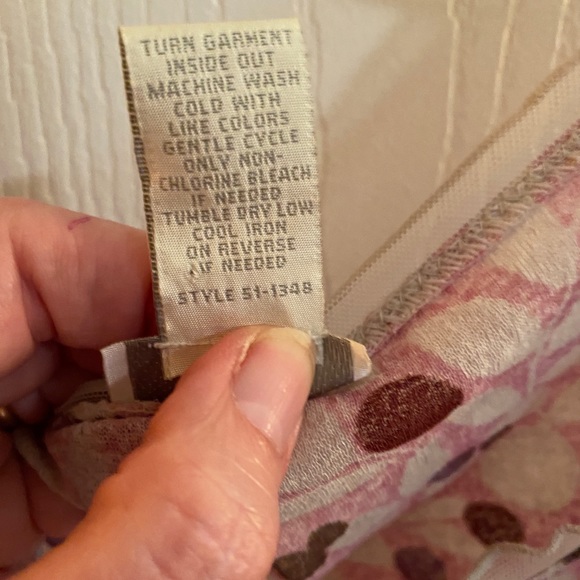 TURN GARMENT
INSIDE OUT
MACHINE WASH
COLD WITH
LIKE COLORS
GENTLE CYCLE
ONLY NON-
CHLORINE BLEACH
IF NEEDED
TUMBLE DRY LOW
COOL IRON
ON REVERSE
IF NEEDED
STYLE 51-1348